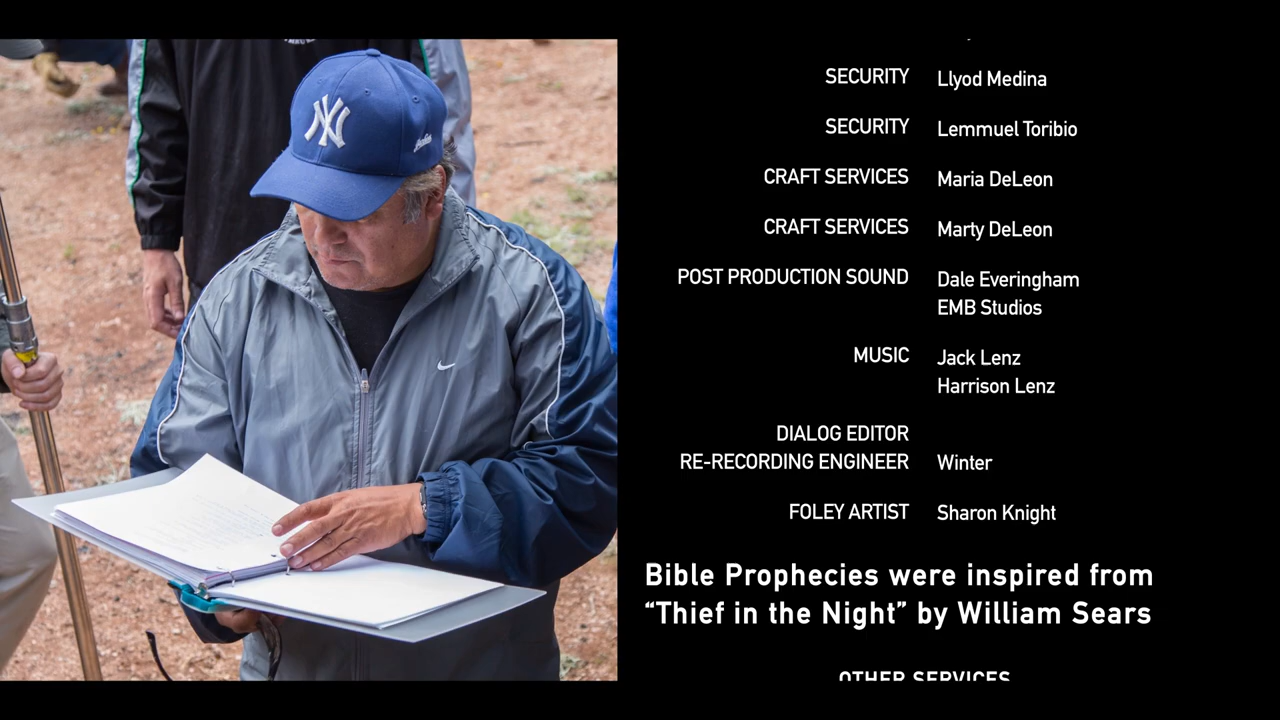 NY
SECURITY Llyod Medina
SECURITY Lemmuel Toribio
CRAFT SERVICES Maria DeLeon
CRAFT SERVICES Marty DeLeon
POST PRODUCTION SOUND Dale Everingham
EMB Studios
MUSIC Jack Lenz
Harrison Lenz
DIALOG EDITOR
RE-RECORDING ENGINEER Winter
FOLEY ARTIST Sharon Knight
Bible Prophecies were inspired from
“Thief in the Night” by William Sears
OTHER SERVICES